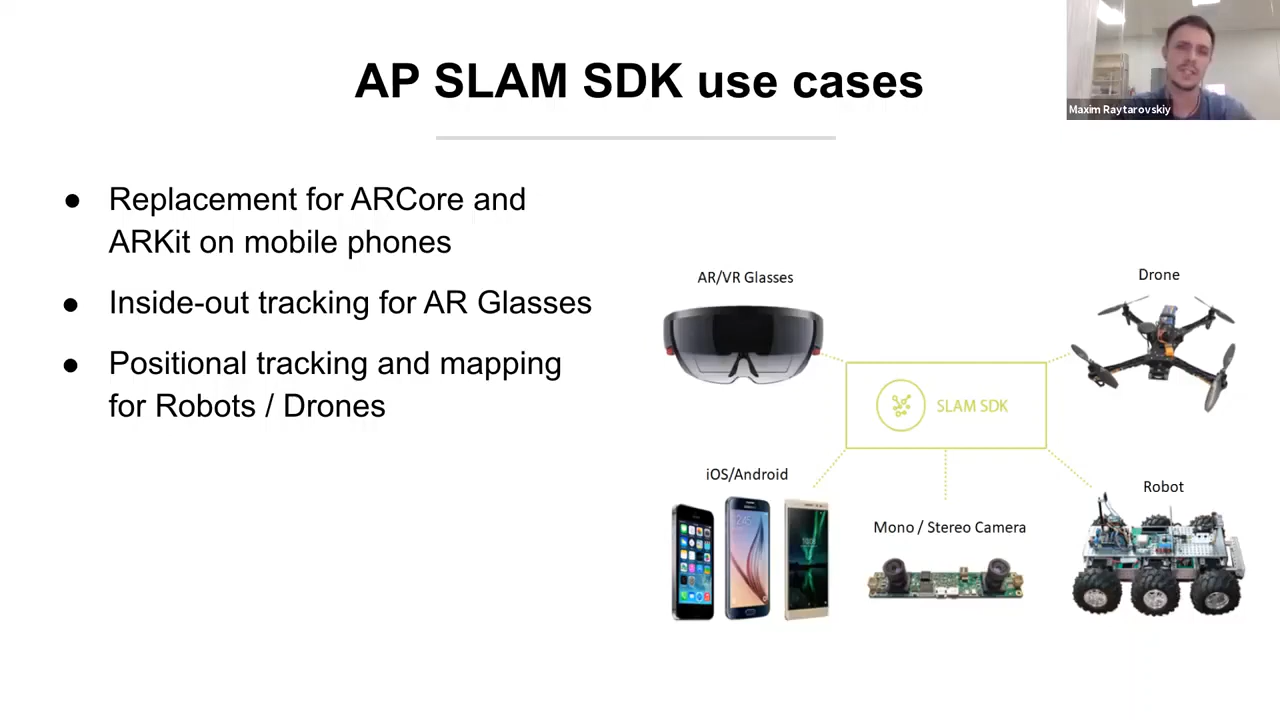 AP SLAM SDK use cases
Maxim Raytarovskiy
● Replacement for ARCore and
ARKit on mobile phones
● Inside-out tracking for AR Glasses
● Positional tracking and mapping
for Robots / Drones
AR/VR Glasses
Drone
SLAM SDK
iOS/Android
Mono / Stereo Camera
Robot